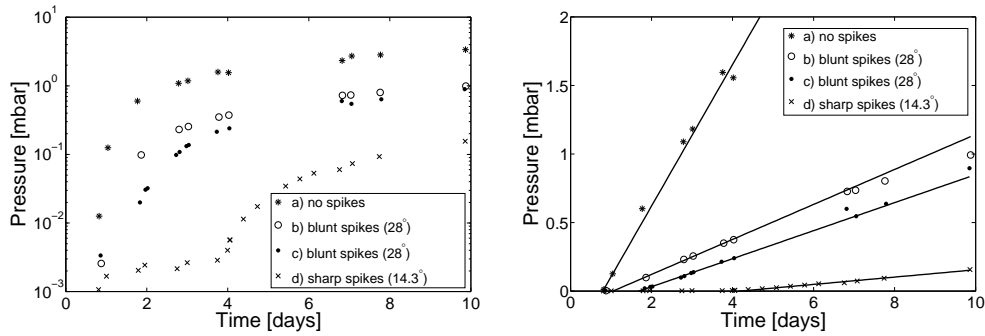 10^1
10^0
10^-1
10^-2
10^-3
Pressure [mbar]
0 2 4 6 8 10
Time [days]
a) no spikes
b) blunt spikes (28°)
c) blunt spikes (28°)
d) sharp spikes (14.3°)
2
1.5
1
0.5
0
Pressure [mbar]
0 2 4 6 8 10
Time [days]
a) no spikes
b) blunt spikes (28°)
c) blunt spikes (28°)
d) sharp spikes (14.3°)